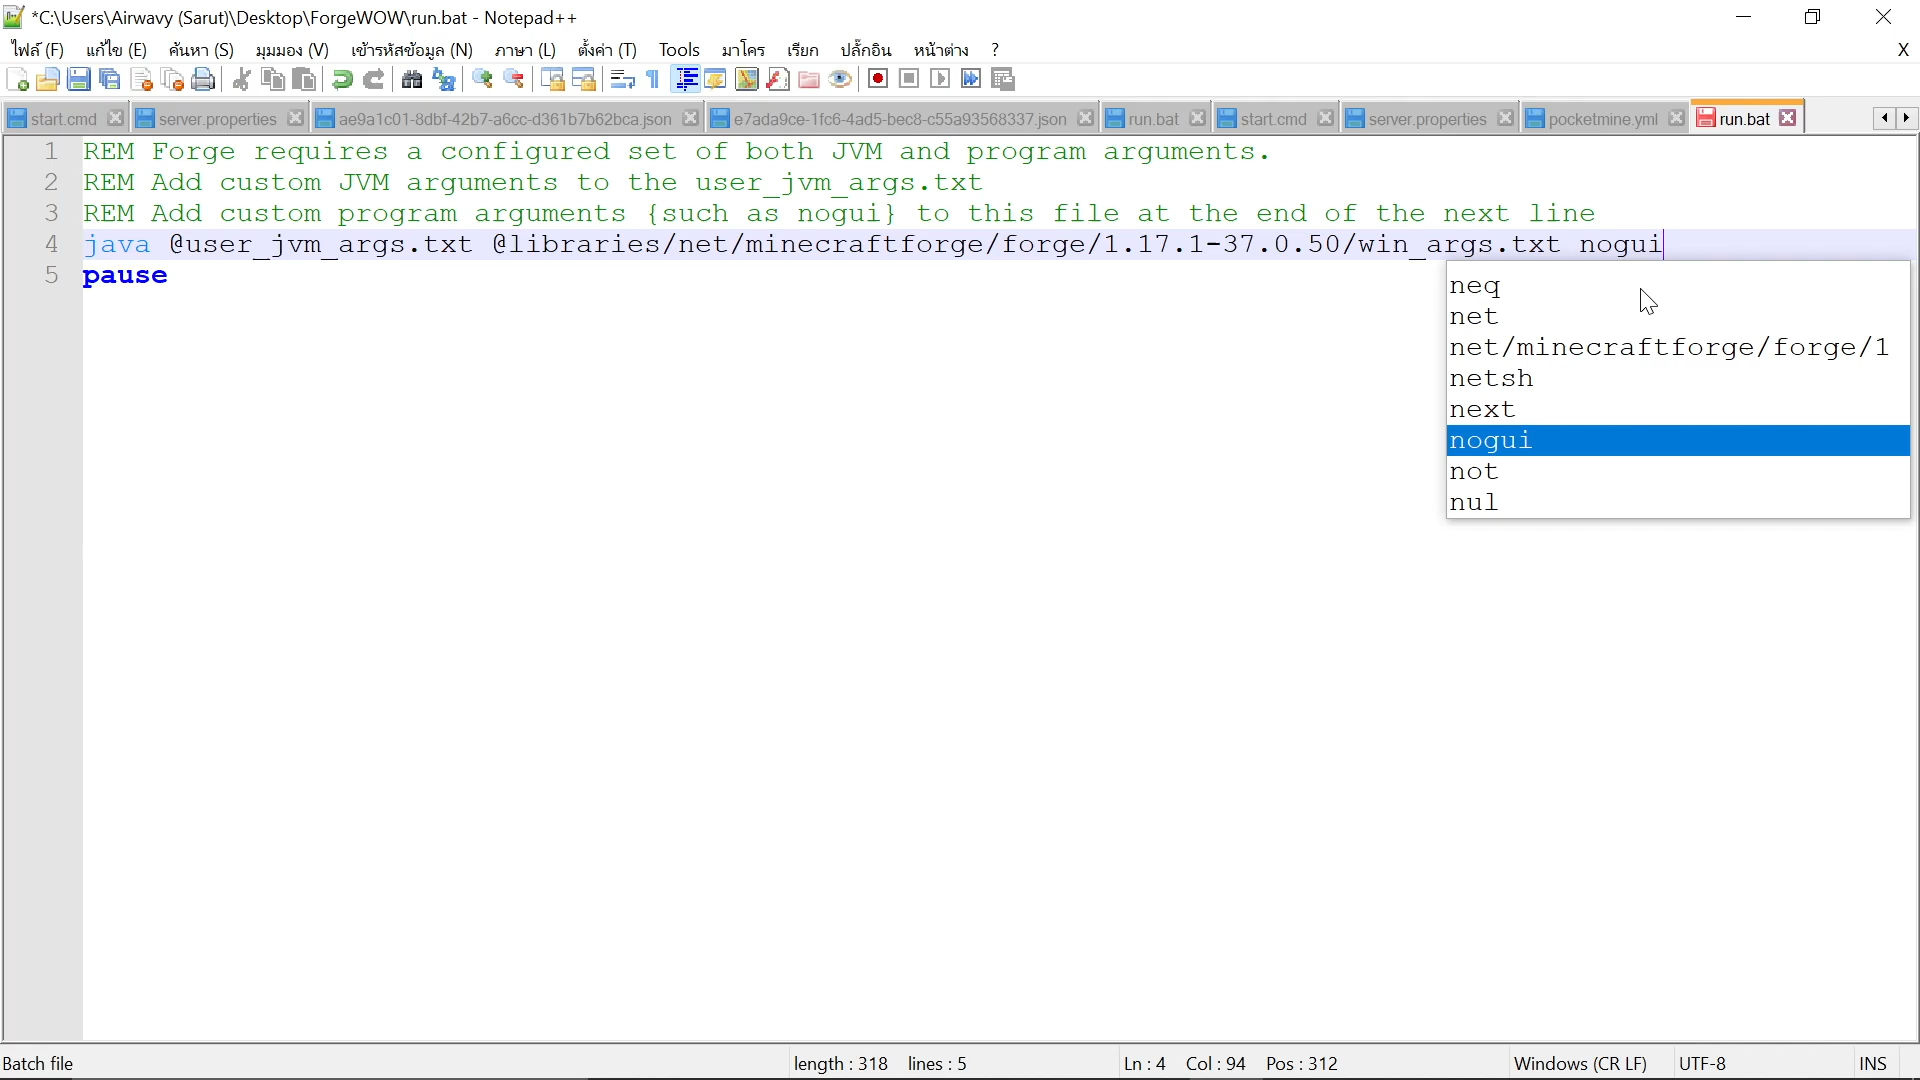 *C:\Users\Airwavy (Sarut)\Desktop\ForgeWOW\run.bat - Notepad++
ไฟล์ (F) แก้ไข (E) ค้นหา (S) มุมมอง (V) เข้ารหัสข้อมูล (N) ภาษา (L) ตั้งค่า (T) Tools มาโคร เรียก ปลั๊กอิน หน้าต่าง ? X
start.cmd server.properties ae9a1c01-8dbf-42b7-a6cc-d361b7b62bca.json e7ada9ce-1fc6-4ad5-bec8-c55a93568337.json run.bat start.cmd server.properties pocketmine.yml run.bat
1 REM Forge requires a configured set of both JVM and program arguments.
2 REM Add custom JVM arguments to the user_jvm_args.txt
3 REM Add custom program arguments {such as nogui} to this file at the end of the next line
4 java @user_jvm_args.txt @libraries/net/minecraftforge/forge/1.17.1-37.0.50/win_args.txt nogui
5 pause
neq
net
net/minecraftforge/forge/1
netsh
next
nogui
not
nul
Batch file length : 318 lines : 5 Ln : 4 Col : 94 Pos : 312 Windows (CR LF) UTF-8 INS